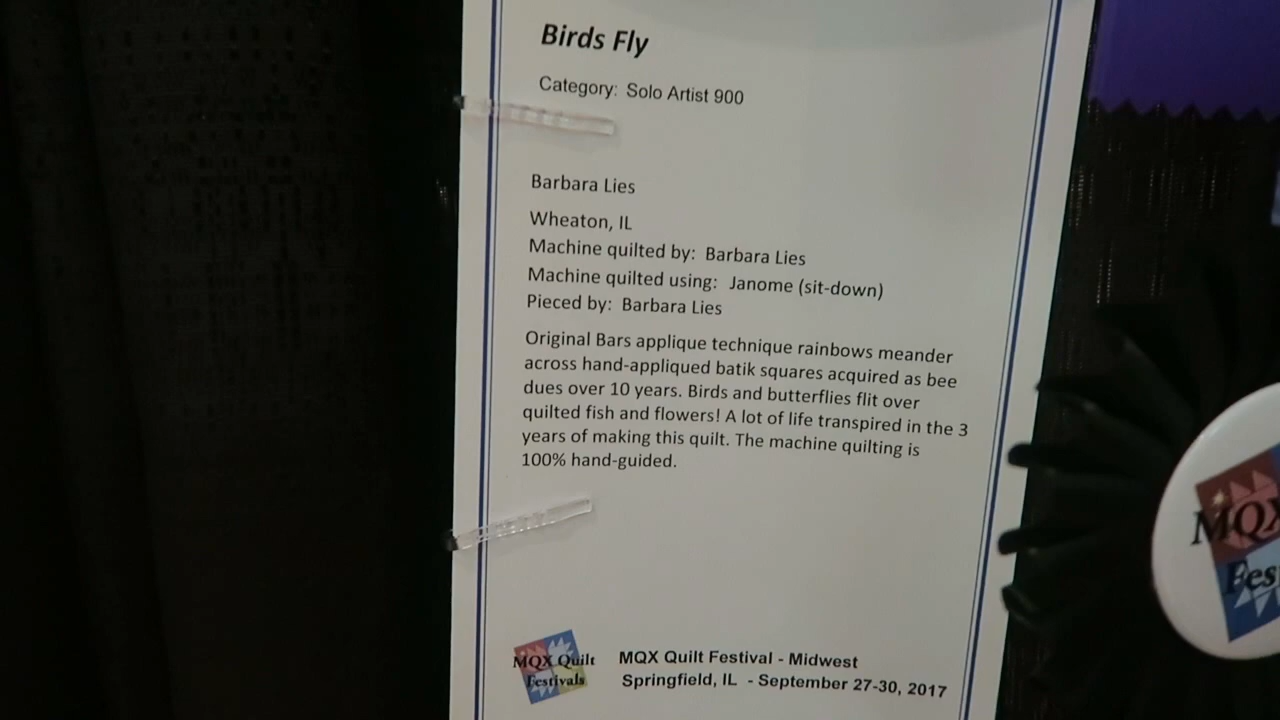 Birds Fly
Category: Solo Artist 900
Barbara Lies
Wheaton, IL
Machine quilted by: Barbara Lies
Machine quilted using: Janome (sit-down)
Pieced by: Barbara Lies
Original Bars applique technique rainbows meander
across hand-appliqued batik squares acquired as bee
dues over 10 years. Birds and butterflies flit over
quilted fish and flowers! A lot of life transpired in the 3
years of making this quilt. The machine quilting is
100% hand-guided.
MQX Quilt
Festivals
MQX Quilt Festival - Midwest
Springfield, IL - September 27-30, 2017
MQX
Fes